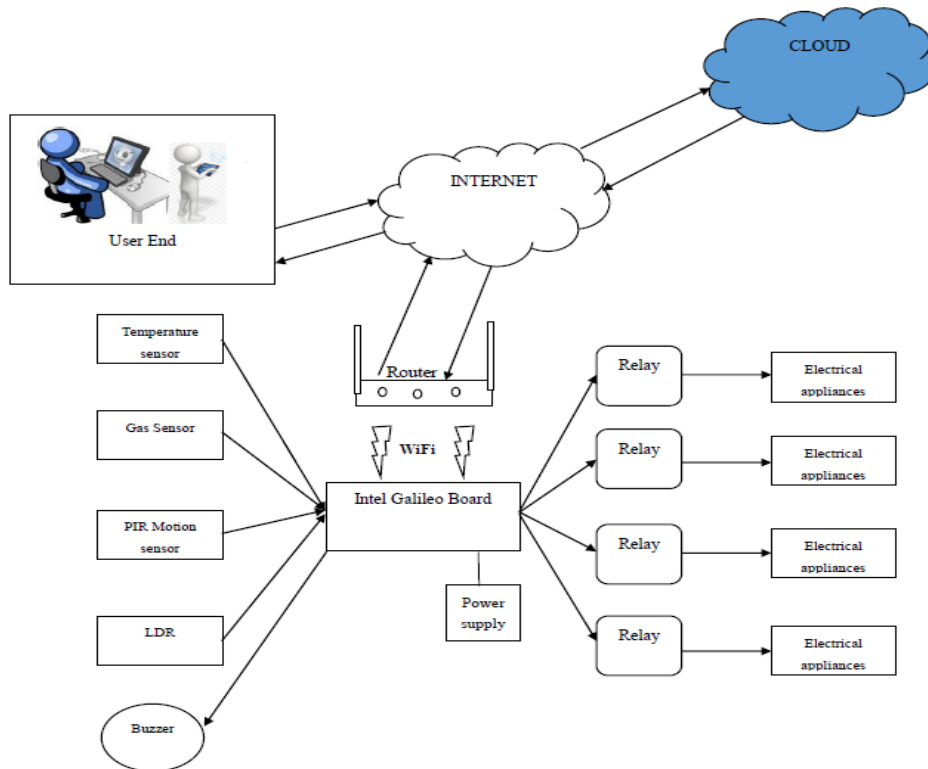 CLOUD
INTERNET
User End
Temperature
sensor
Router
Relay
Electrical
appliances
Gas Sensor
WiFi
Relay
Electrical
appliances
Intel Galileo Board
PIR Motion
sensor
Relay
Electrical
appliances
Power
supply
LDR
Relay
Electrical
appliances
Buzzer